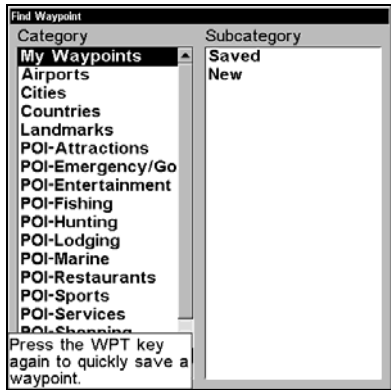 Find Waypoint
Category
My Waypoints
Airports
Cities
Countries
Landmarks
POI-Attractions
POI-Emergency/Go
POI-Entertainment
POI-Fishing
POI-Hunting
POI-Lodging
POI-Marine
POI-Restaurants
POI-Sports
POI-Services
POI-Shopping
Press the WPT key
again to quickly save a
waypoint.
Subcategory
Saved
New